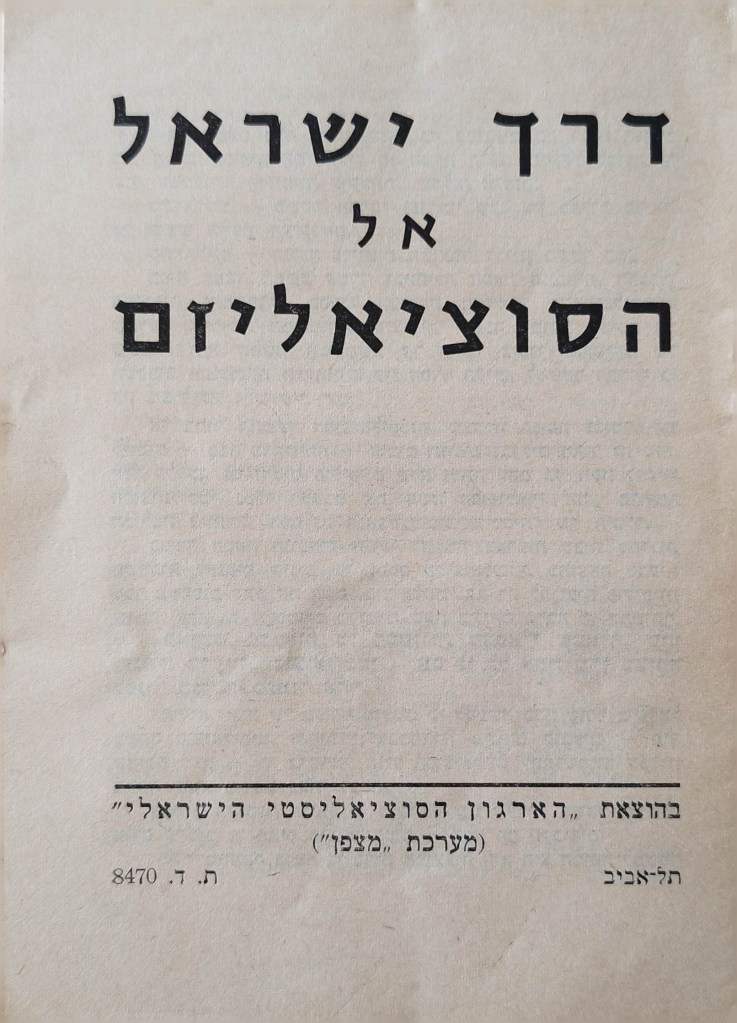 דרך ישראל
אל
הסוציאליזם
בהוצאת „הארגון הסוציאליסטי הישראלי”
(מערכת „מצפן”)
תל־אביב ת. ד. 8470